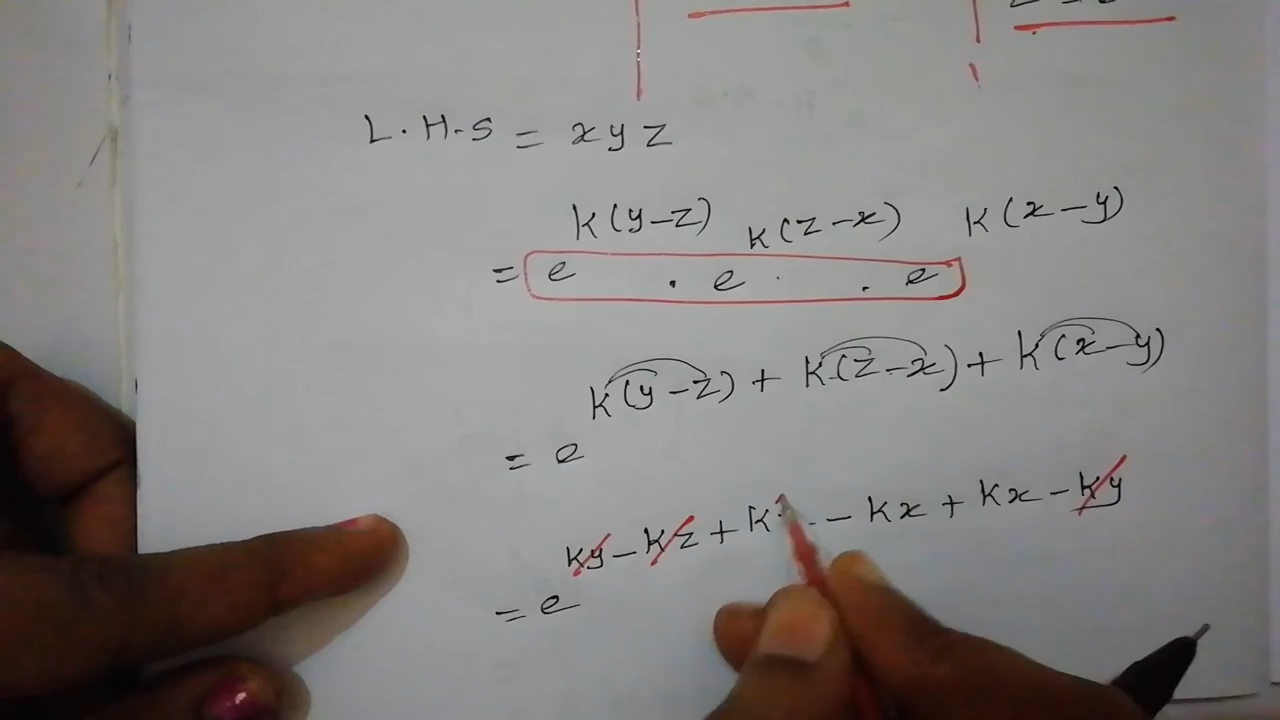 L.H.S = xyz
= e^{k(y-z)} . e^{k(z-x)} . e^{k(x-y)}
= e^{k(y-z) + k(z-x) + k(x-y)}
= e^{ky - kz + k - kx + kx - ky}